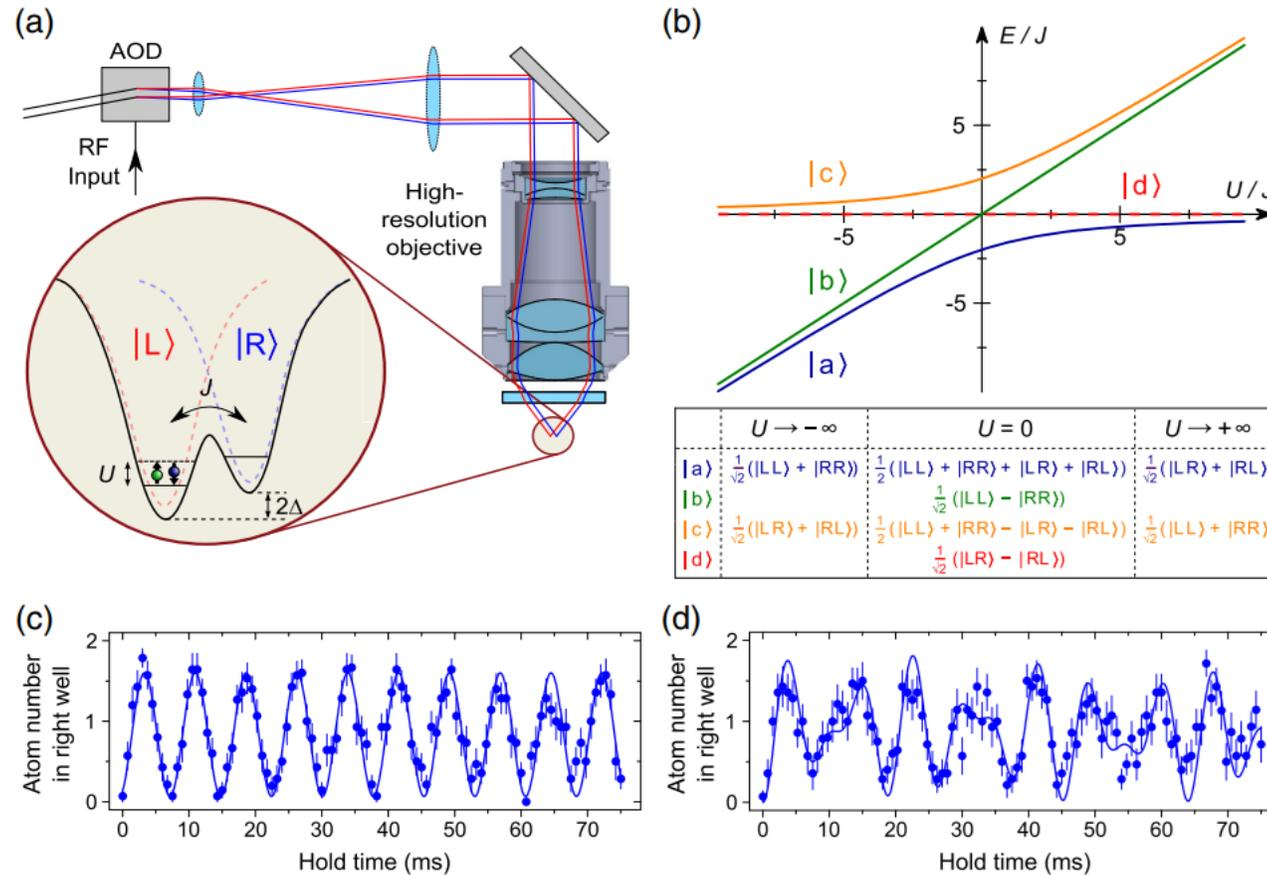 (a)
AOD
RF
Input
High-
resolution
objective
|L⟩ |R⟩
J
U
2Δ
(b)
E / J
5
|c⟩
|d⟩
U / J
-5
5
|b⟩
-5
|a⟩
U → − ∞ U = 0 U → + ∞
|a⟩ 1/√2(|LL⟩ + |RR⟩) 1/2(|LL⟩ + |RR⟩ + |LR⟩ + |RL⟩) 1/√2(|LR⟩ + |RL⟩
|b⟩ 1/√2(|LL⟩ − |RR⟩)
|c⟩ 1/√2(|LR⟩ + |RL⟩) 1/2(|LL⟩ + |RR⟩ − |LR⟩ − |RL⟩) 1/√2(|LL⟩ + |RR⟩
|d⟩ 1/√2(|LR⟩ − |RL⟩)
(c)
Atom number
in right well
2
1
0
0 10 20 30 40 50 60 70
Hold time (ms)
(d)
Atom number
in right well
2
1
0
0 10 20 30 40 50 60 70
Hold time (ms)